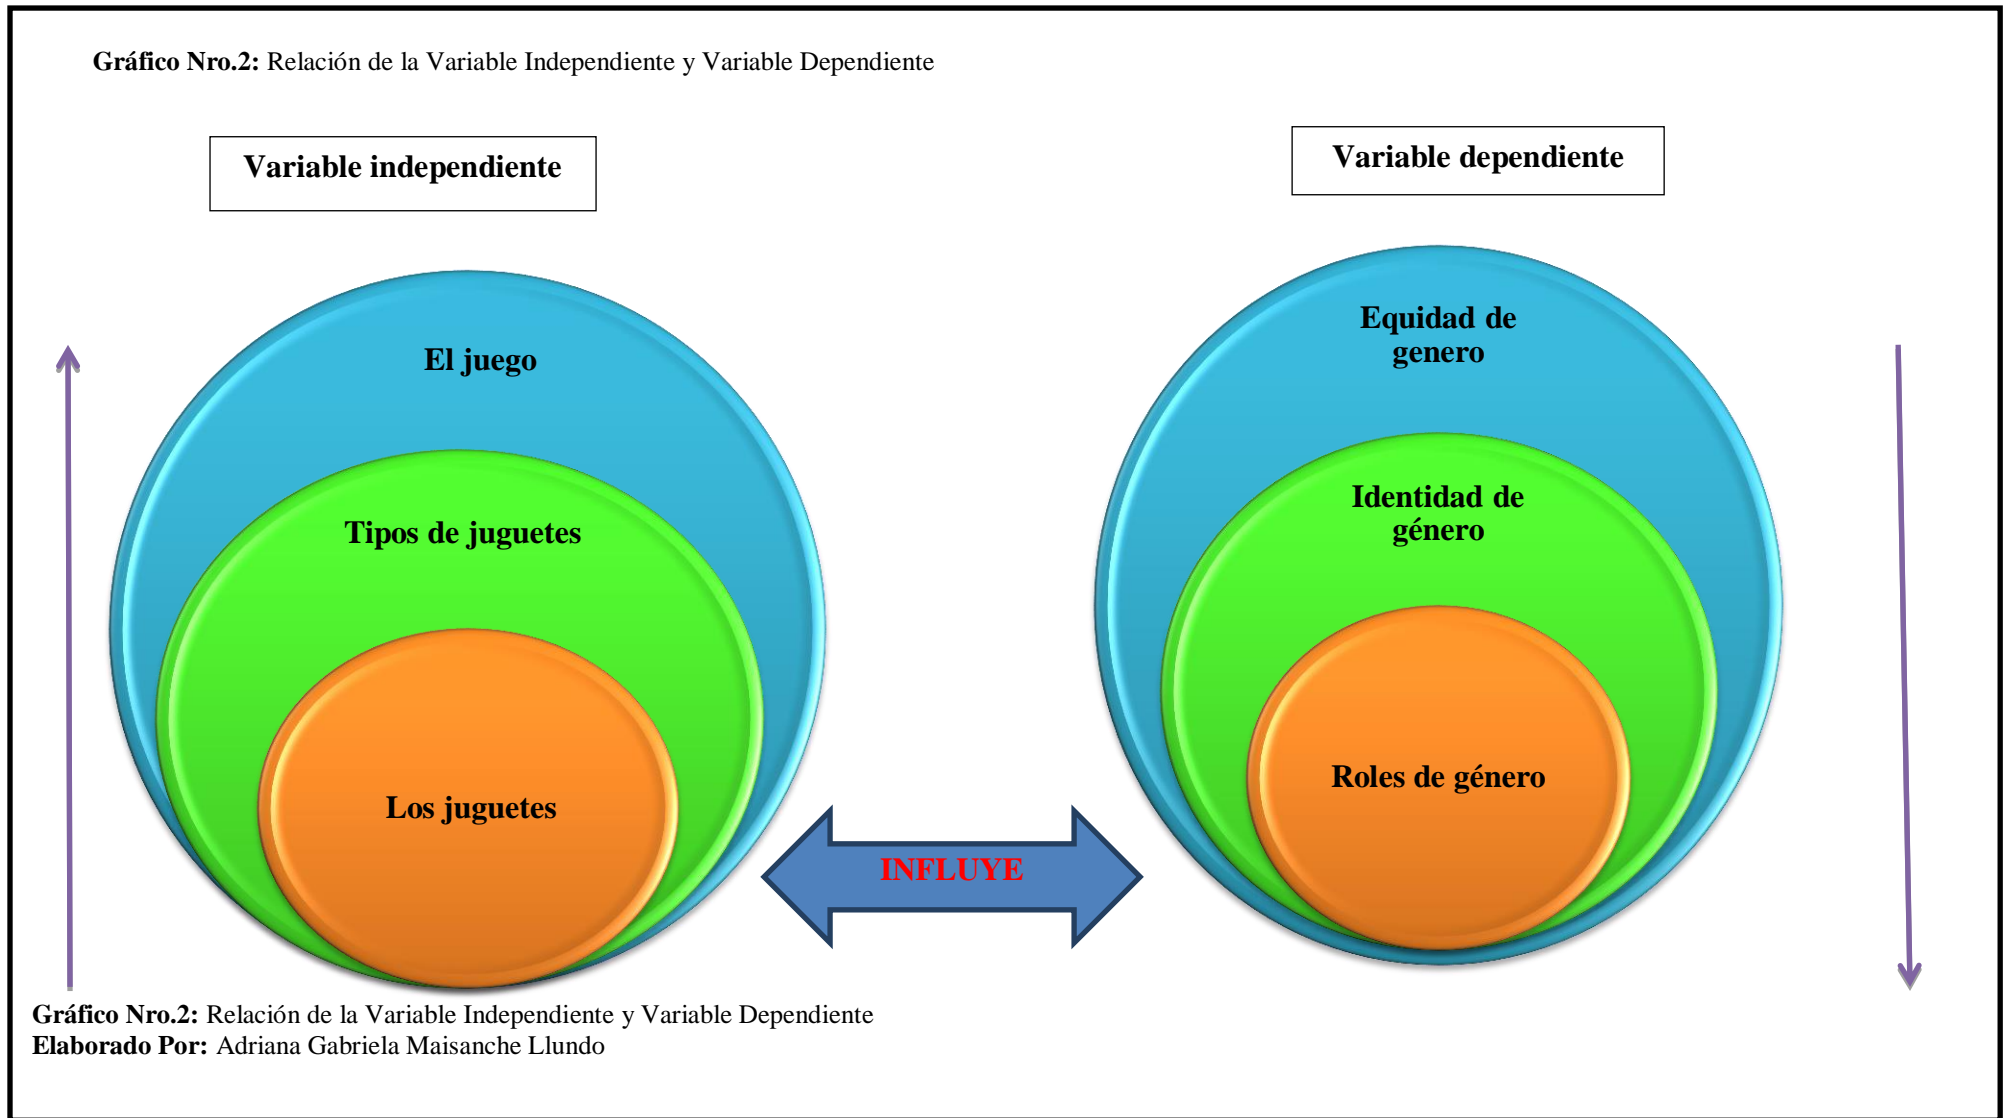 Gráfico Nro.2: Relación de la Variable Independiente y Variable Dependiente
Variable independiente
Variable dependiente
El juego
Tipos de juguetes
Los juguetes
Equidad de
genero
Identidad de
género
Roles de género
INFLUYE
Gráfico Nro.2: Relación de la Variable Independiente y Variable Dependiente
Elaborado Por: Adriana Gabriela Maisanche Llundo